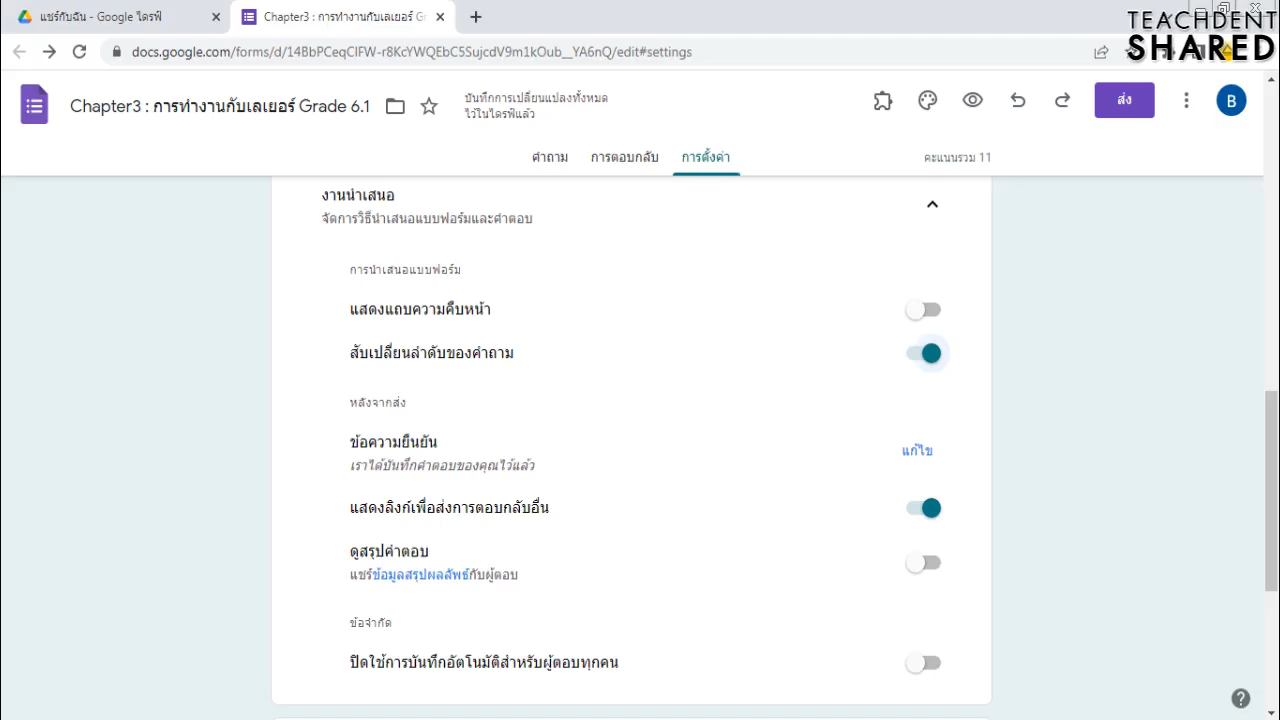 แชร์กับฉัน - Google ไดรฟ์
Chapter3 : การทำงานกับเลเยอร์ Gr
TEACHDENT
SHARED
docs.google.com/forms/d/14BbPCeqCIFW-r8KcYWQEbC5SujcdV9m1kOub__YA6nQ/edit#settings
Chapter3 : การทำงานกับเลเยอร์ Grade 6.1
บันทึกการเปลี่ยนแปลงทั้งหมด
ไว้ในไดรฟ์แล้ว
ส่ง
B
คำถาม
การตอบกลับ
การตั้งค่า
คะแนนรวม 11
งานนำเสนอ
จัดการวิธีนำเสนอแบบฟอร์มและคำตอบ
การนำเสนอแบบฟอร์ม
แสดงแถบความคืบหน้า
สับเปลี่ยนลำดับของคำถาม
หลังจากส่ง
ข้อความยืนยัน
แก้ไข
เราได้บันทึกคำตอบของคุณไว้แล้ว
แสดงลิงก์เพื่อส่งการตอบกลับอื่น
ดูสรุปคำตอบ
แชร์ข้อมูลสรุปผลลัพธ์กับผู้ตอบ
ข้อจำกัด
ปิดใช้การบันทึกอัตโนมัติสำหรับผู้ตอบทุกคน